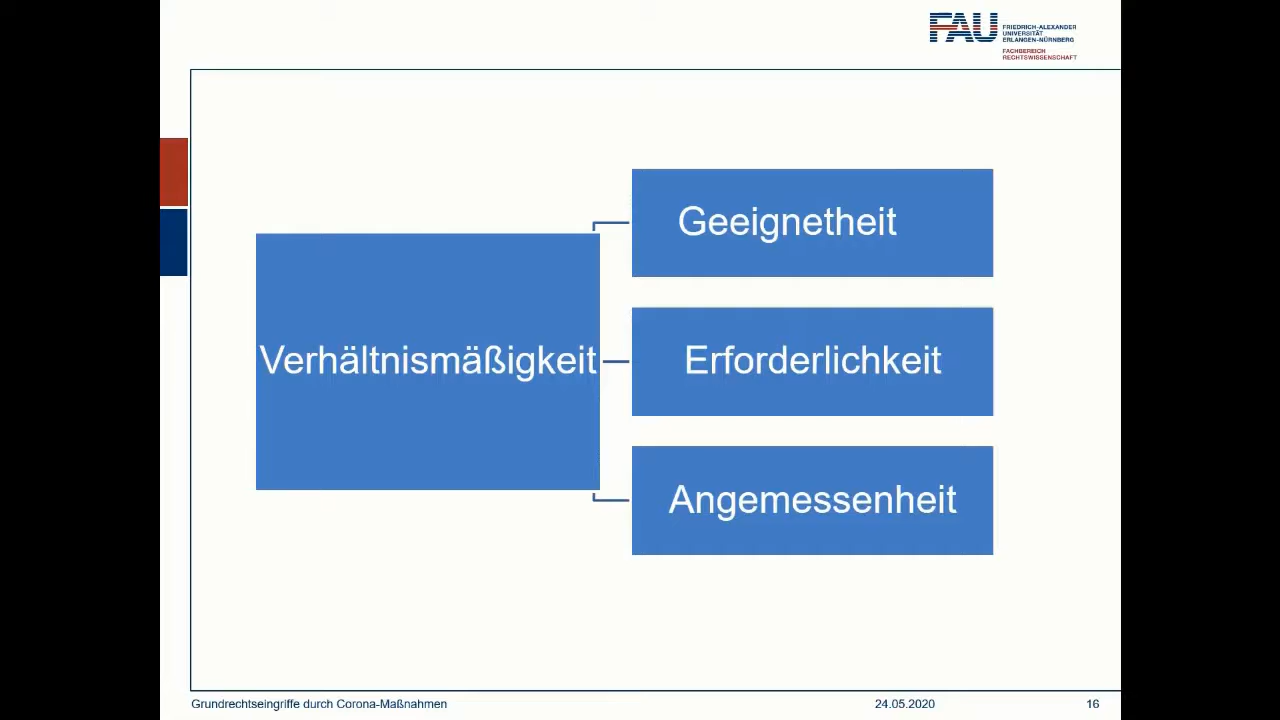 FAU
FRIEDRICH-ALEXANDER
UNIVERSITÄT
ERLANGEN-NÜRNBERG
FACHBEREICH
RECHTSWISSENSCHAFT
Verhältnismäßigkeit
Geeignetheit
Erforderlichkeit
Angemessenheit
Grundrechtseingriffe durch Corona-Maßnahmen
24.05.2020
16